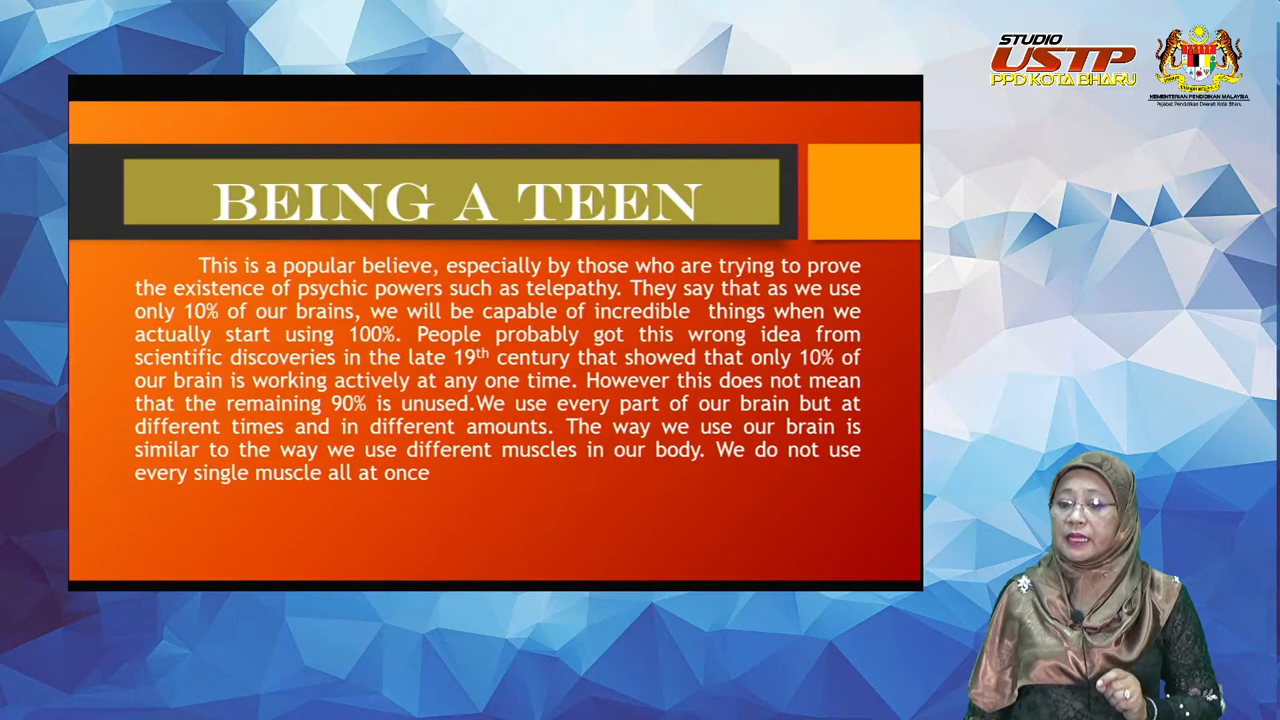 STUDIO
USTP
PPD KOTA BHARU
KEMENTERIAN PENDIDIKAN MALAYSIA
Pejabat Pendidikan Daerah Kota Bharu
BEING A TEEN
This is a popular believe, especially by those who are trying to prove
the existence of psychic powers such as telepathy. They say that as we use
only 10% of our brains, we will be capable of incredible things when we
actually start using 100%. People probably got this wrong idea from
scientific discoveries in the late 19th century that showed that only 10% of
our brain is working actively at any one time. However this does not mean
that the remaining 90% is unused.We use every part of our brain but at
different times and in different amounts. The way we use our brain is
similar to the way we use different muscles in our body. We do not use
every single muscle all at once